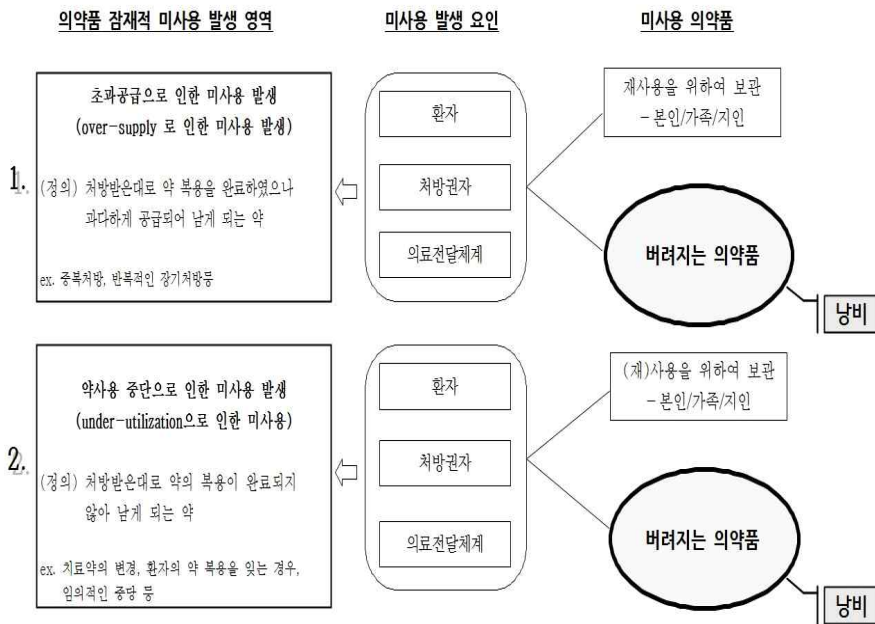 의약품 잠재적 미사용 발생 영역
미사용 발생 요인
미사용 의약품
1.
초과공급으로 인한 미사용 발생
(over-supply 로 인한 미사용 발생)
(정의) 처방받은대로 약 복용을 완료하였으나
과다하게 공급되어 남게 되는 약
ex. 중복처방, 반복적인 장기처방등
환자
처방권자
의료전달체계
재사용을 위하여 보관
- 본인/가족/지인
버려지는 의약품
낭비
2.
약사용 중단으로 인한 미사용 발생
(under-utilization으로 인한 미사용)
(정의) 처방받은대로 약의 복용이 완료되지
않아 남게 되는 약
ex. 치료약의 변경, 환자의 약 복용을 잊는 경우,
임의적인 중당 등
환자
처방권자
의료전달체계
(재)사용을 위하여 보관
- 본인/가족/지인
버려지는 의약품
낭비